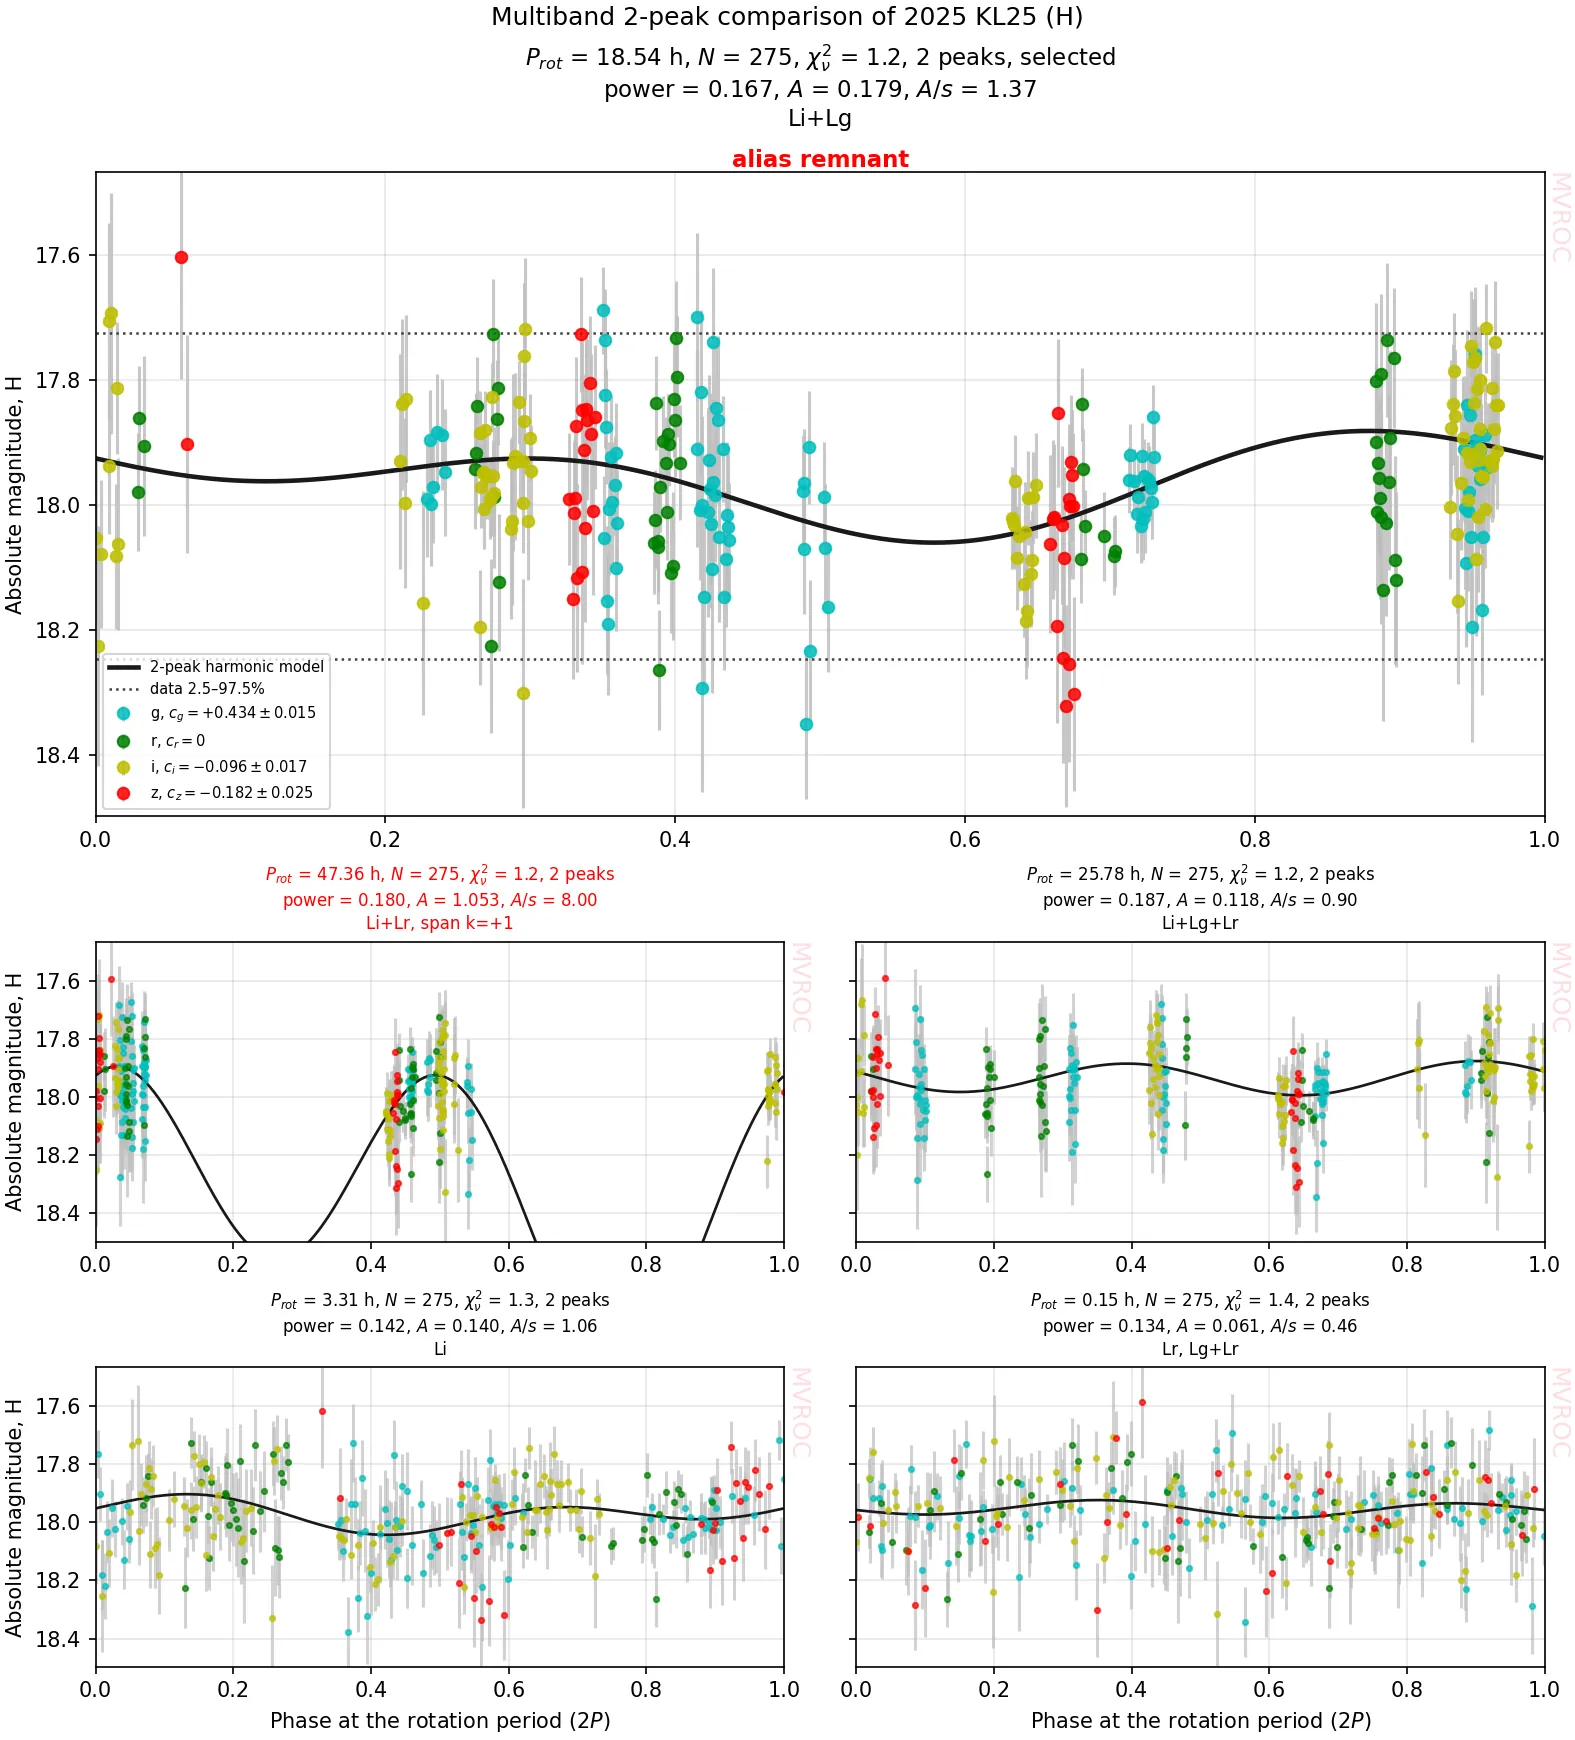 Multiband 2-peak comparison of 2025 KL25 (H)
P_rot = 18.54 h, N = 275, χ²_ν = 1.2, 2 peaks, selected
power = 0.167, A = 0.179, A/s = 1.37
Li+Lg
alias remnant
MVROC
Absolute magnitude, H
17.6
17.8
18.0
18.2
18.4
2-peak harmonic model
data 2.5–97.5%
g, c_g = +0.434 ± 0.015
r, c_r = 0
i, c_i = −0.096 ± 0.017
z, c_z = −0.182 ± 0.025
0.0 0.2 0.4 0.6 0.8 1.0
P_rot = 47.36 h, N = 275, χ²_ν = 1.2, 2 peaks
power = 0.180, A = 1.053, A/s = 8.00
Li+Lr, span k=+1
MVROC
Absolute magnitude, H
17.6
17.8
18.0
18.2
18.4
0.0 0.2 0.4 0.6 0.8 1.0
P_rot = 25.78 h, N = 275, χ²_ν = 1.2, 2 peaks
power = 0.187, A = 0.118, A/s = 0.90
Li+Lg+Lr
MVROC
0.0 0.2 0.4 0.6 0.8 1.0
P_rot = 3.31 h, N = 275, χ²_ν = 1.3, 2 peaks
power = 0.142, A = 0.140, A/s = 1.06
Li
MVROC
Absolute magnitude, H
17.6
17.8
18.0
18.2
18.4
0.0 0.2 0.4 0.6 0.8 1.0
Phase at the rotation period (2P)
P_rot = 0.15 h, N = 275, χ²_ν = 1.4, 2 peaks
power = 0.134, A = 0.061, A/s = 0.46
Lr, Lg+Lr
MVROC
0.0 0.2 0.4 0.6 0.8 1.0
Phase at the rotation period (2P)